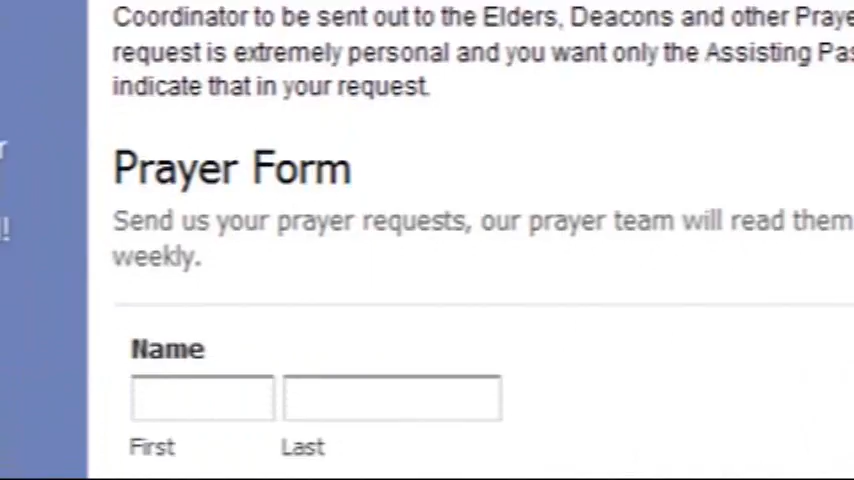 Coordinator to be sent out to the Elders, Deacons and other
request is extremely personal and you want only the Assisting
indicate that in your request.
Prayer Form
Send us your prayer requests, our prayer team will read them
weekly.
Name
First Last